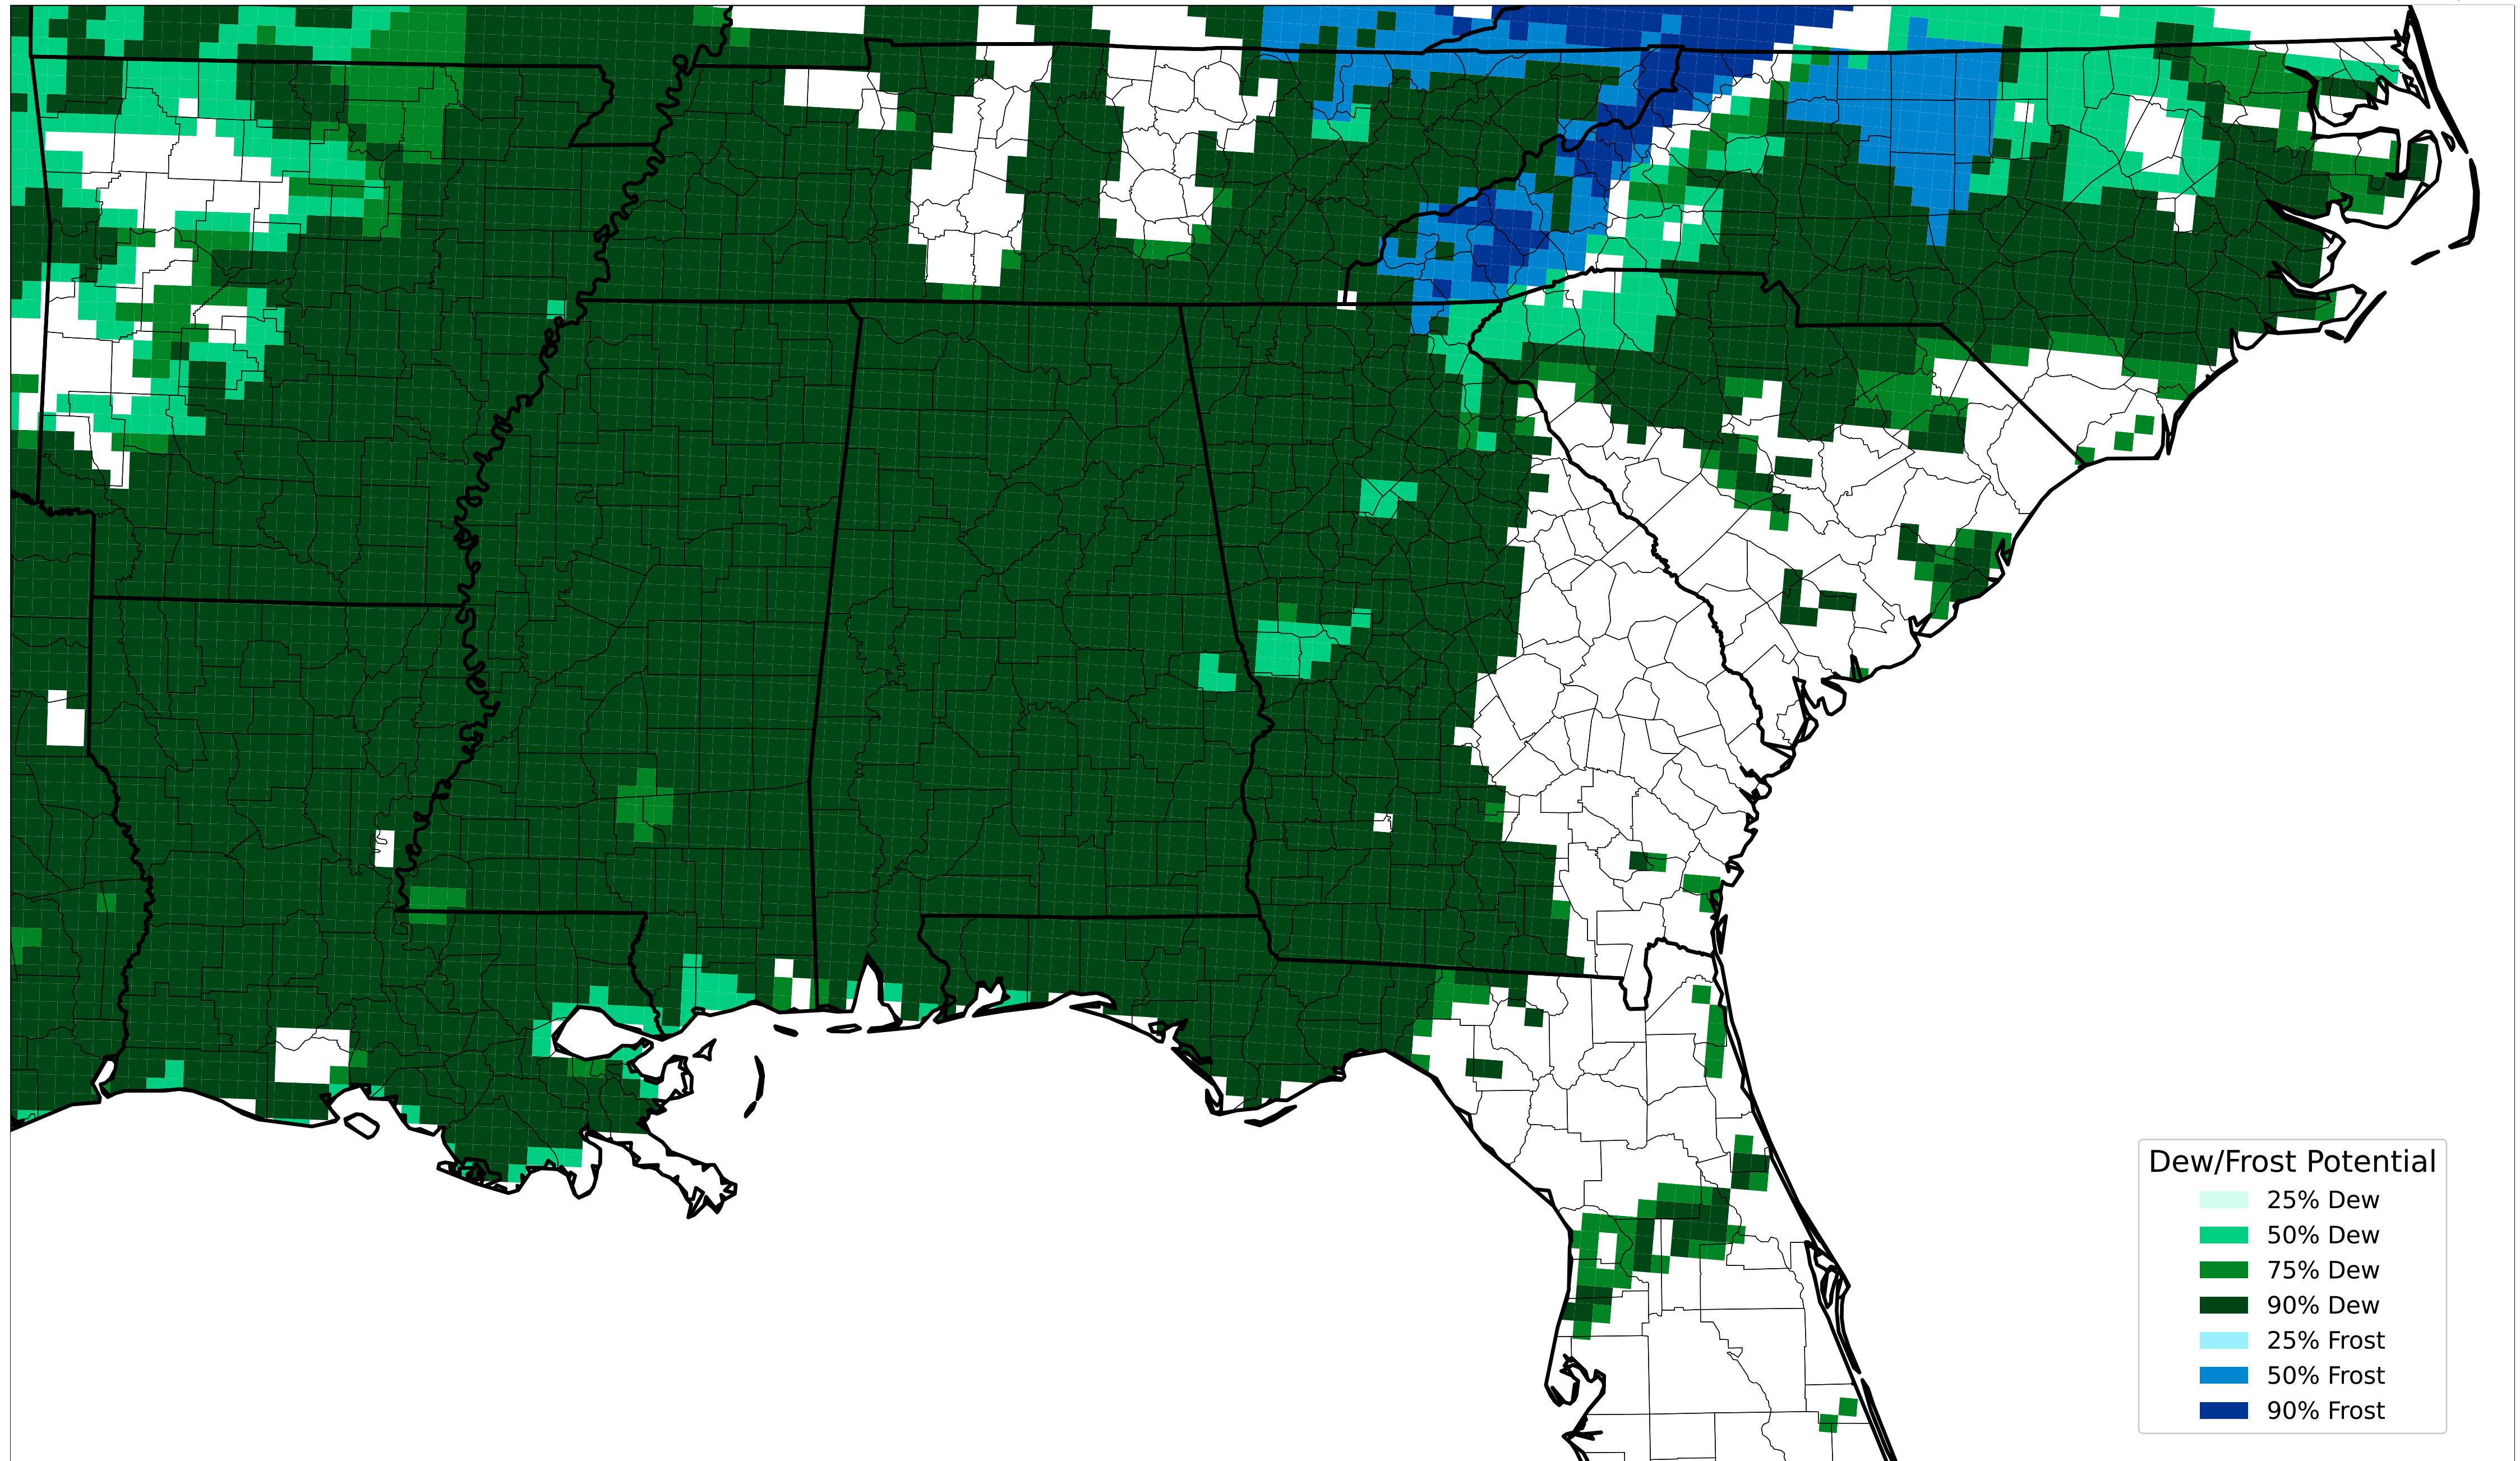 Dew/Frost Potential
25% Dew
50% Dew
75% Dew
90% Dew
25% Frost
50% Frost
90% Frost